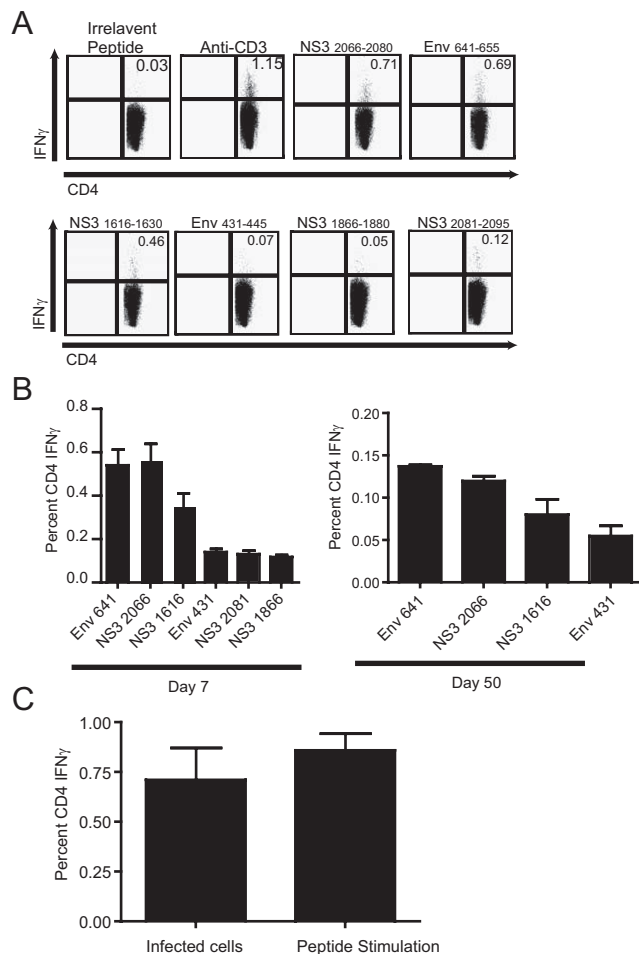 A
Irrelavent Peptide
Anti-CD3
NS3 2066-2080
Env 641-655
0.03
1.15
0.71
0.69
IFNγ
CD4
NS3 1616-1630
Env 431-445
NS3 1866-1880
NS3 2081-2095
0.46
0.07
0.05
0.12
IFNγ
CD4
B
Percent CD4 IFNγ
0.8
0.6
0.4
0.2
0.0
Env 641
NS3 2066
NS3 1616
Env 431
NS3 2081
NS3 1866
Day 7
Percent CD4 IFNγ
0.20
0.15
0.10
0.05
0.00
Env 641
NS3 2066
NS3 1616
Env 431
Day 50
C
Percent CD4 IFNγ
1.00
0.75
0.50
0.25
0.00
Infected cells
Peptide Stimulation